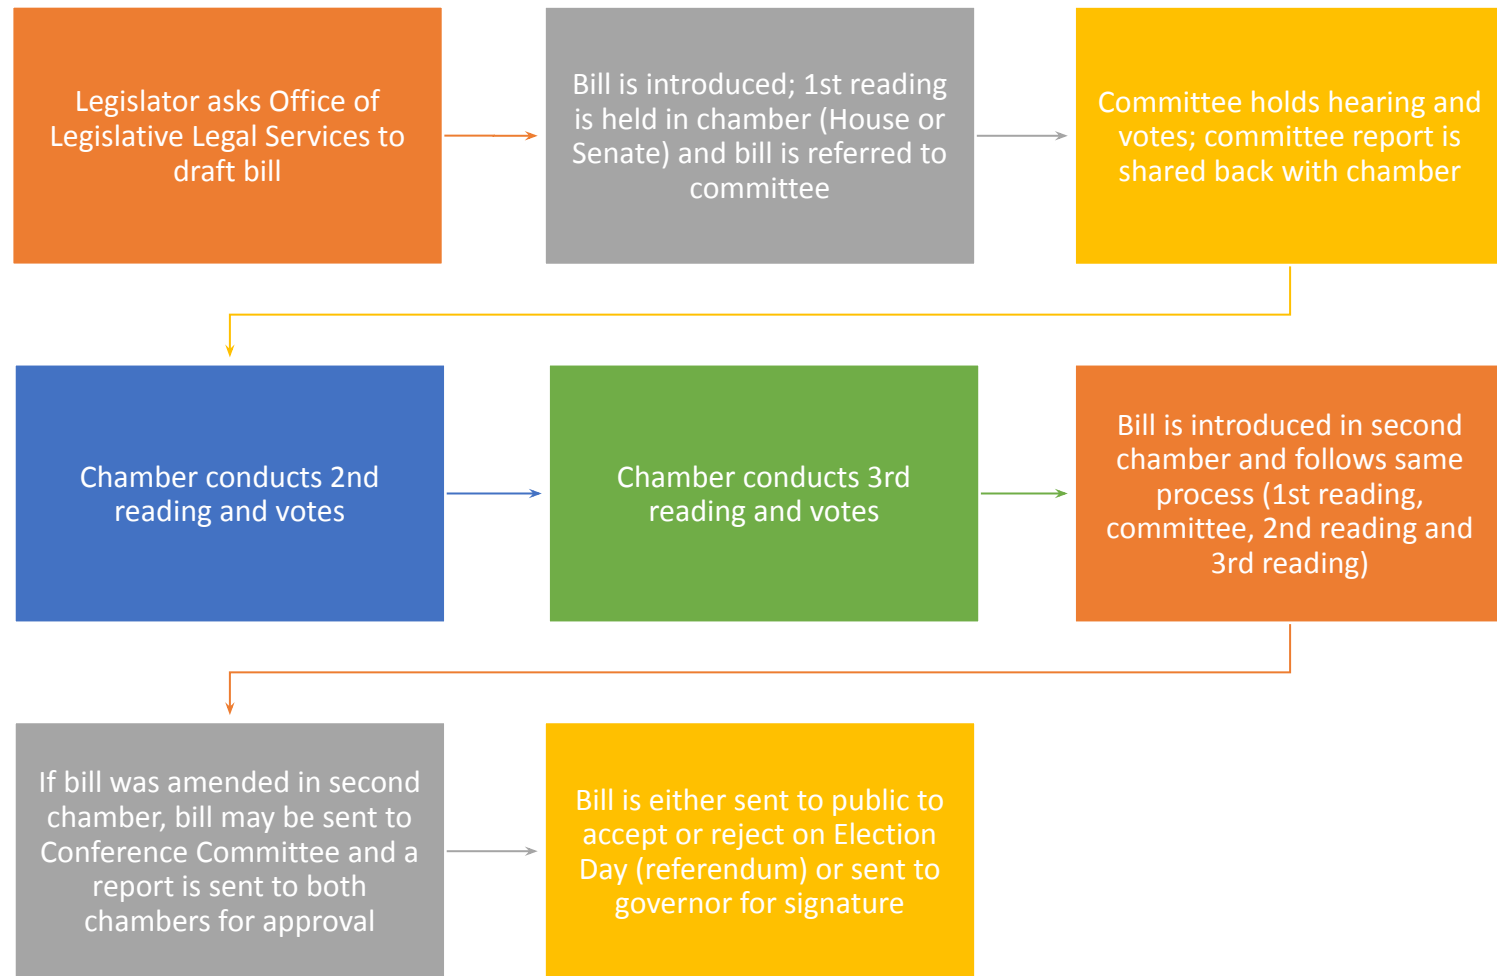 Legislator asks Office of
Legislative Legal Services to
draft bill
Bill is introduced; 1st reading
is held in chamber (House or
Senate) and bill is referred to
committee
Committee holds hearing and
votes; committee report is
shared back with chamber
Chamber conducts 2nd
reading and votes
Chamber conducts 3rd
reading and votes
Bill is introduced in second
chamber and follows same
process (1st reading,
committee, 2nd reading and
3rd reading)
If bill was amended in second
chamber, bill may be sent to
Conference Committee and a
report is sent to both
chambers for approval
Bill is either sent to public to
accept or reject on Election
Day (referendum) or sent to
governor for signature